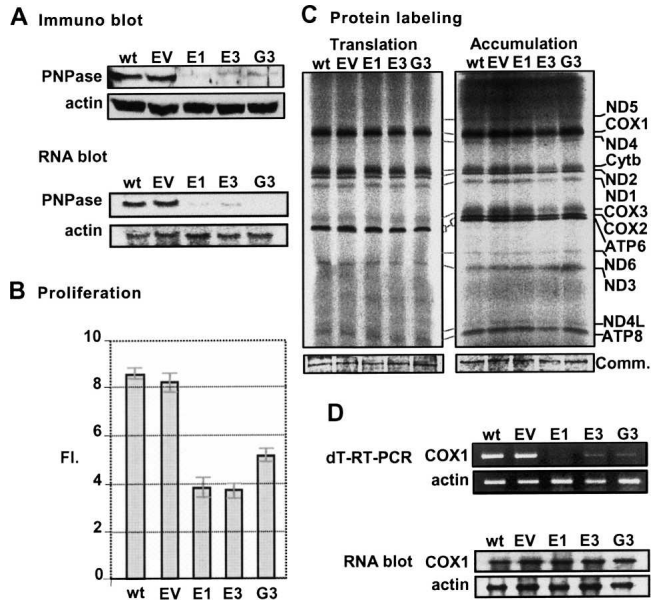 A Immuno blot
wt EV E1 E3 G3
PNPase
actin
RNA blot
wt EV E1 E3 G3
PNPase
actin
B Proliferation
10
8
6
Fl.
4
2
0
wt EV E1 E3 G3
C Protein labeling
Translation Accumulation
wt EV E1 E3 G3 wt EV E1 E3 G3
ND5
COX1
ND4
Cytb
ND2
ND1
COX3
COX2
ATP6
ND6
ND3
ND4L
ATP8
Comm.
D
wt EV E1 E3 G3
dT-RT-PCR COX1
actin
wt EV E1 E3 G3
RNA blot COX1
actin